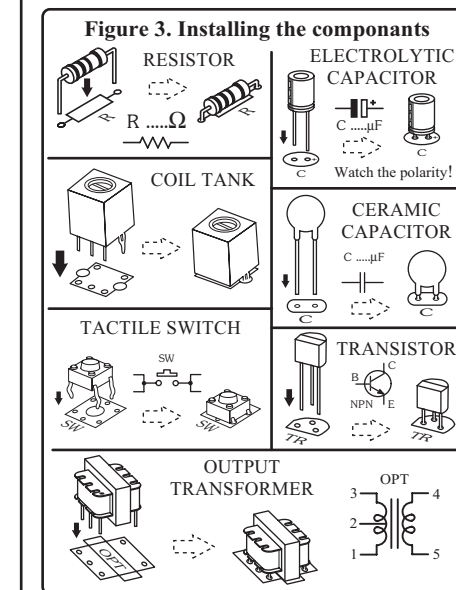 Figure 3. Installing the componants
RESISTOR
R
R
R .....Ω
ELECTROLYTIC
CAPACITOR
+
C .....µF
C
+
C
Watch the polarity!
COIL TANK
CERAMIC
CAPACITOR
C .....µF
C
C
TACTILE SWITCH
SW
SW
SW
TRANSISTOR
C
B
E
NPN
TR
TR
OUTPUT
TRANSFORMER
OPT
OPT
3
4
2
1
5